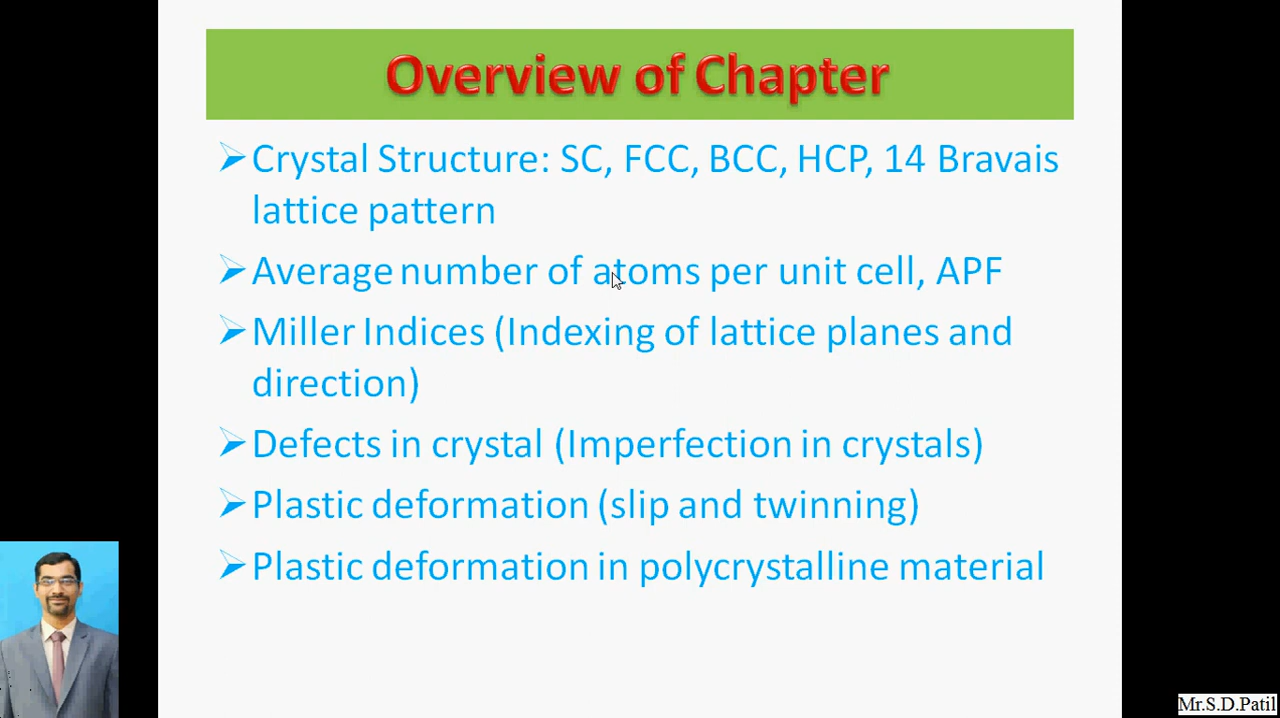 Overview of Chapter
➢Crystal Structure: SC, FCC, BCC, HCP, 14 Bravais
lattice pattern
➢Average number of atoms per unit cell, APF
➢Miller Indices (Indexing of lattice planes and
direction)
➢Defects in crystal (Imperfection in crystals)
➢Plastic deformation (slip and twinning)
➢Plastic deformation in polycrystalline material
Mr.S.D.Patil